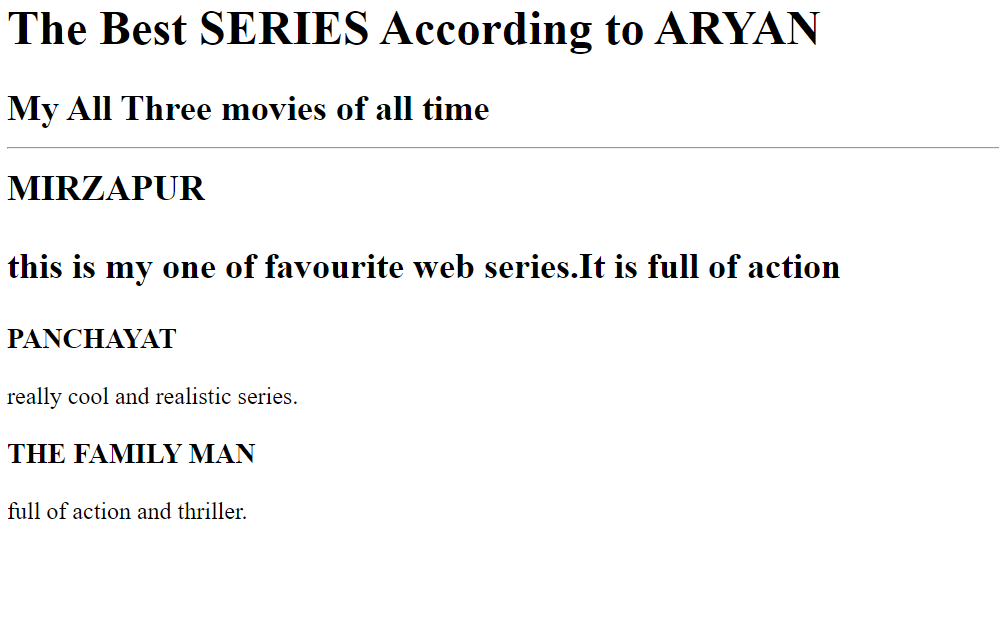 The Best SERIES According to ARYAN
My All Three movies of all time
MIRZAPUR
this is my one of favourite web series.It is full of action
PANCHAYAT
really cool and realistic series.
THE FAMILY MAN
full of action and thriller.